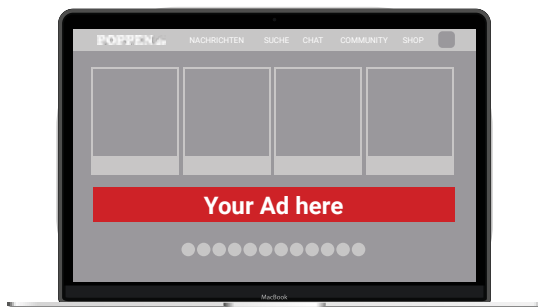 POPPEN.de NACHRICHTEN SUCHE CHAT COMMUNITY SHOP
Your Ad here
MacBook